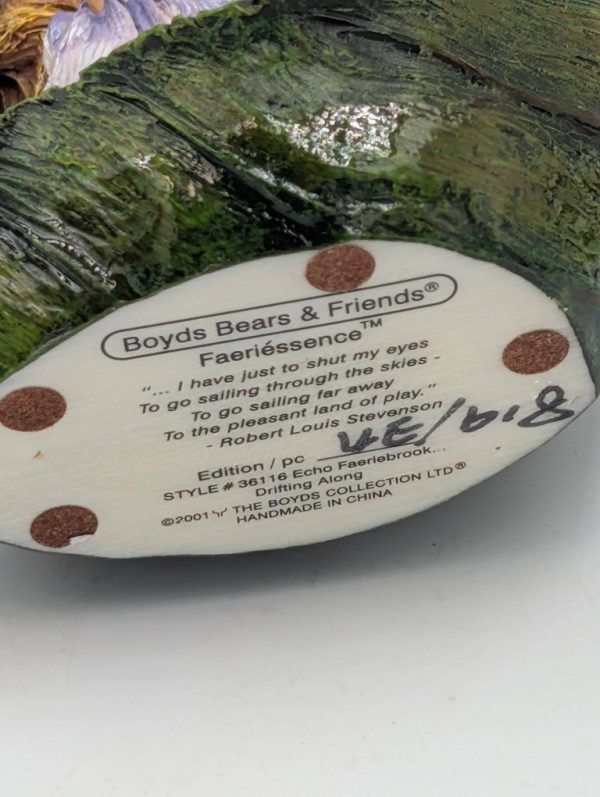 Boyds Bears & Friends®
Faeriéssence™
"... I have just to shut my eyes
To go sailing through the skies -
To go sailing far away
To the pleasant land of play."
- Robert Louis Stevenson
Edition / pc
STYLE # 36116 Echo Faeriebrook...
Drifting Along
©2001 THE BOYDS COLLECTION LTD®
HANDMADE IN CHINA